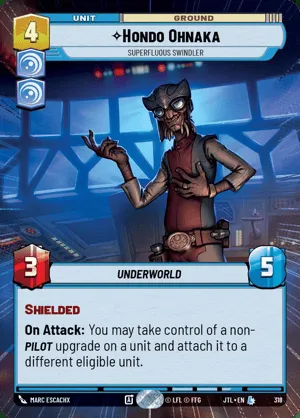 UNIT
GROUND
4
✧HONDO OHNAKA
SUPERFLUOUS SWINDLER
3
5
UNDERWORLD
SHIELDED
On Attack: You may take control of a non-
PILOT upgrade on a unit and attach it to a
different eligible unit.
MARC ESCACHX
© LFL © FFG
JTL • EN
318